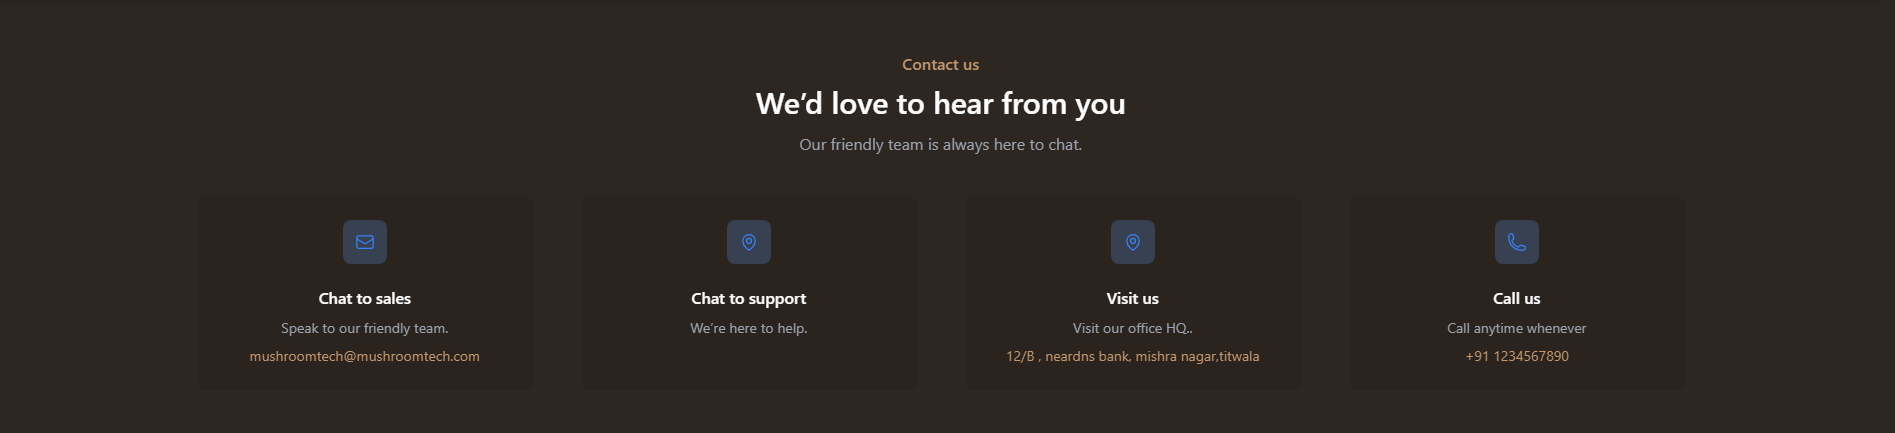 Contact us
We’d love to hear from you
Our friendly team is always here to chat.
Chat to sales
Speak to our friendly team.
mushroomtech@mushroomtech.com
Chat to support
We’re here to help.
Visit us
Visit our office HQ..
12/B , neardns bank, mishra nagar,titwala
Call us
Call anytime whenever
+91 1234567890